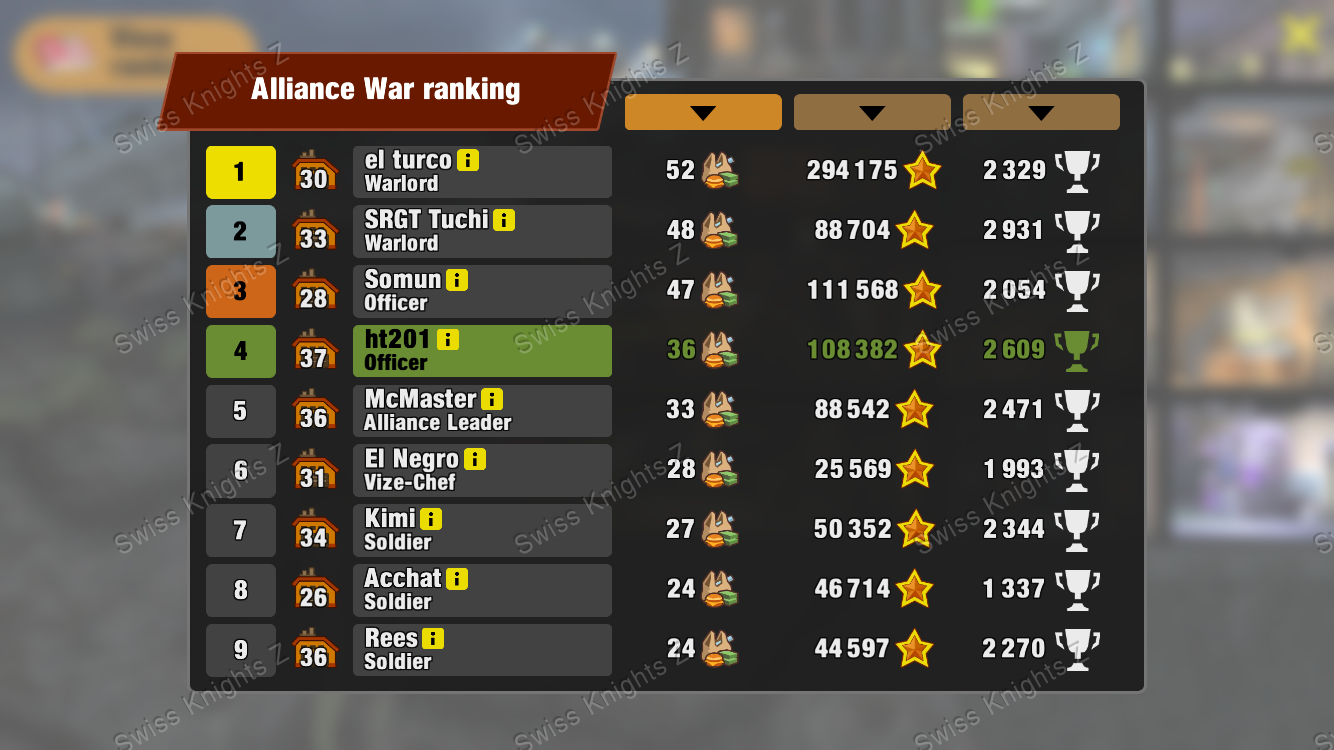 Alliance War ranking
1 30 el turco i 52 294 175 2 329
Warlord
2 33 SRGT Tuchi i 48 88 704 2 931
Warlord
3 28 Somun i 47 111 568 2 054
Officer
4 37 ht201 i 36 108 382 2 609
Officer
5 36 McMaster i 33 88 542 2 471
Alliance Leader
6 31 El Negro i 28 25 569 1 993
Vize-Chef
7 34 Kimi i 27 50 352 2 344
Soldier
8 26 Acchat i 24 46 714 1 337
Soldier
9 36 Rees i 24 44 597 2 270
Soldier
Swiss Knights Z